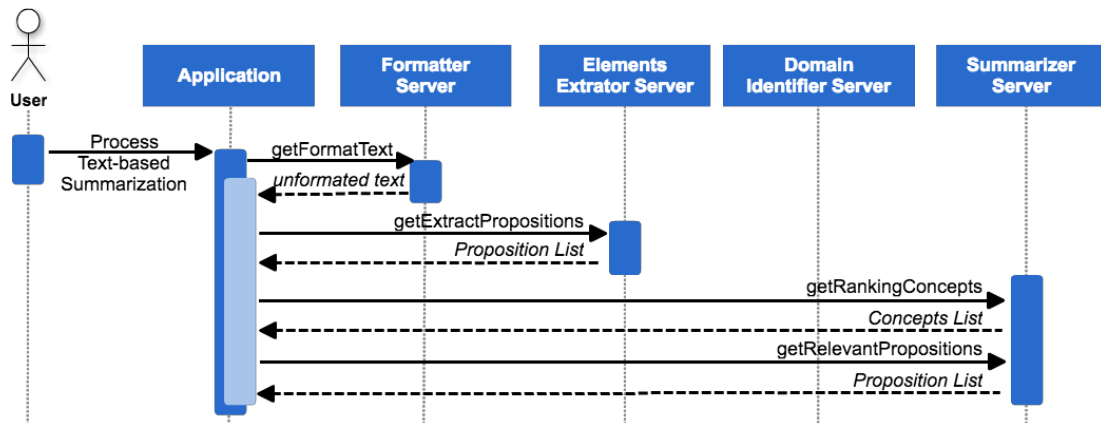 User
Application
Formatter
Server
Elements
Extrator Server
Domain
Identifier Server
Summarizer
Server
Process
Text-based
Summarization
getFormatText
unformated text
getExtractPropositions
Proposition List
getRankingConcepts
Concepts List
getRelevantPropositions
Proposition List